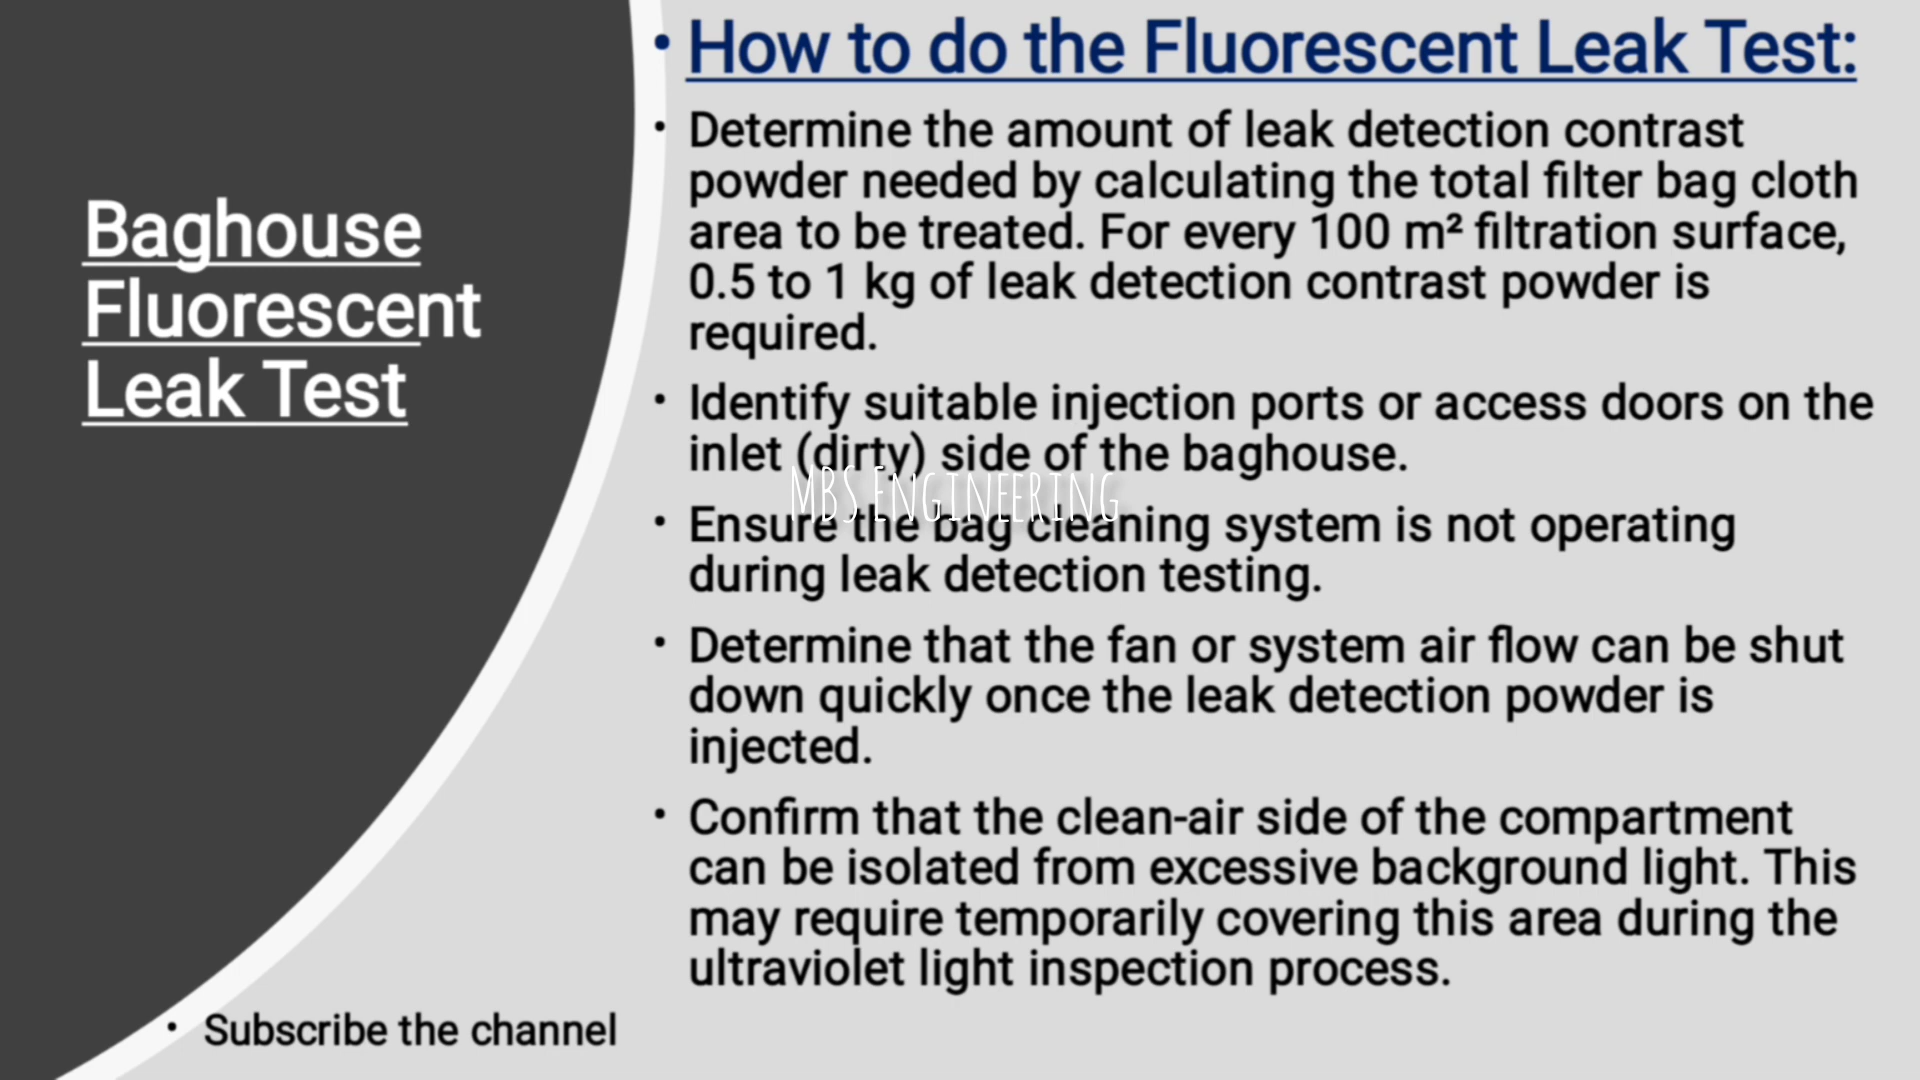 Baghouse
Fluorescent
Leak Test
• Subscribe the channel
• How to do the Fluorescent Leak Test:
• Determine the amount of leak detection contrast
powder needed by calculating the total filter bag cloth
area to be treated. For every 100 m² filtration surface,
0.5 to 1 kg of leak detection contrast powder is
required.
• Identify suitable injection ports or access doors on the
inlet (dirty) side of the baghouse.
MBS Engineering
• Ensure the bag cleaning system is not operating
during leak detection testing.
• Determine that the fan or system air flow can be shut
down quickly once the leak detection powder is
injected.
• Confirm that the clean-air side of the compartment
can be isolated from excessive background light. This
may require temporarily covering this area during the
ultraviolet light inspection process.